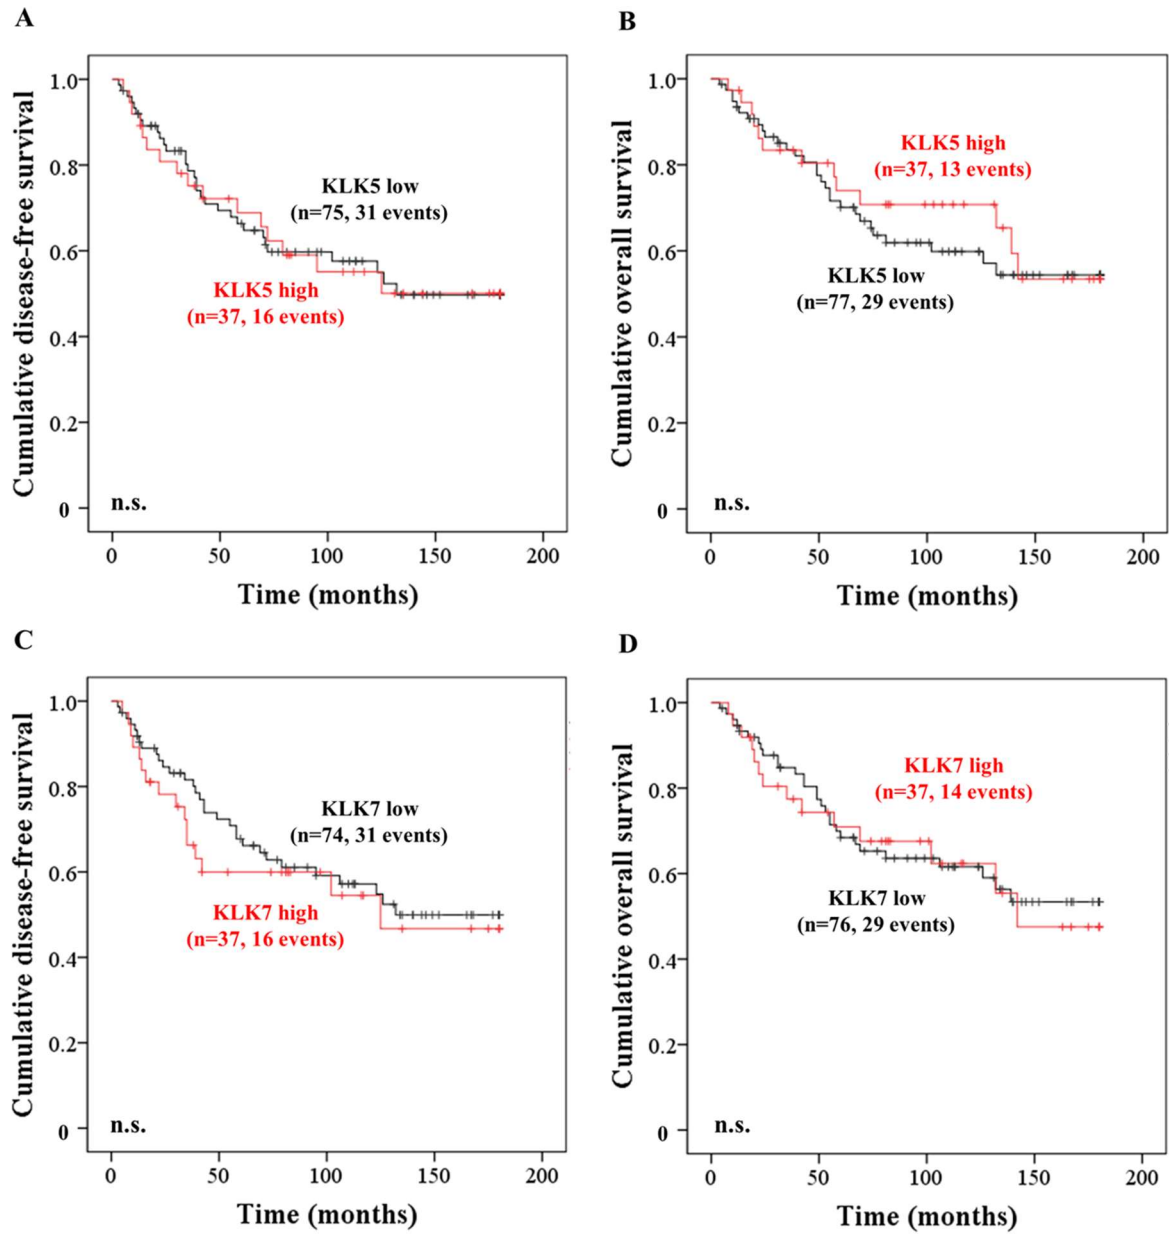 A
Cumulative disease-free survival
1.0
0.8
0.6
0.4
0.2
0
KLK5 low
(n=75, 31 events)
KLK5 high
(n=37, 16 events)
n.s.
0 50 100 150 200
Time (months)
B
Cumulative overall survival
1.0
0.8
0.6
0.4
0.2
0
KLK5 high
(n=37, 13 events)
KLK5 low
(n=77, 29 events)
n.s.
0 50 100 150 200
Time (months)
C
Cumulative disease-free survival
1.0
0.8
0.6
0.4
0.2
0
KLK7 low
(n=74, 31 events)
KLK7 high
(n=37, 16 events)
n.s.
0 50 100 150 200
Time (months)
D
Cumulative overall survival
1.0
0.8
0.6
0.4
0.2
0
KLK7 ligh
(n=37, 14 events)
KLK7 low
(n=76, 29 events)
n.s.
0 50 100 150 200
Time (months)